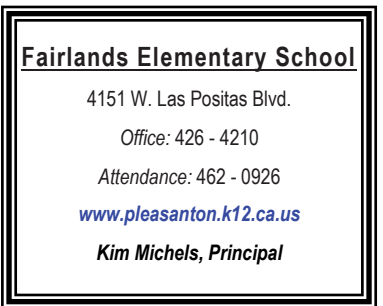 Fairlands Elementary School
4151 W. Las Positas Blvd.
Office: 426 - 4210
Attendance: 462 - 0926
www.pleasanton.k12.ca.us
Kim Michels, Principal